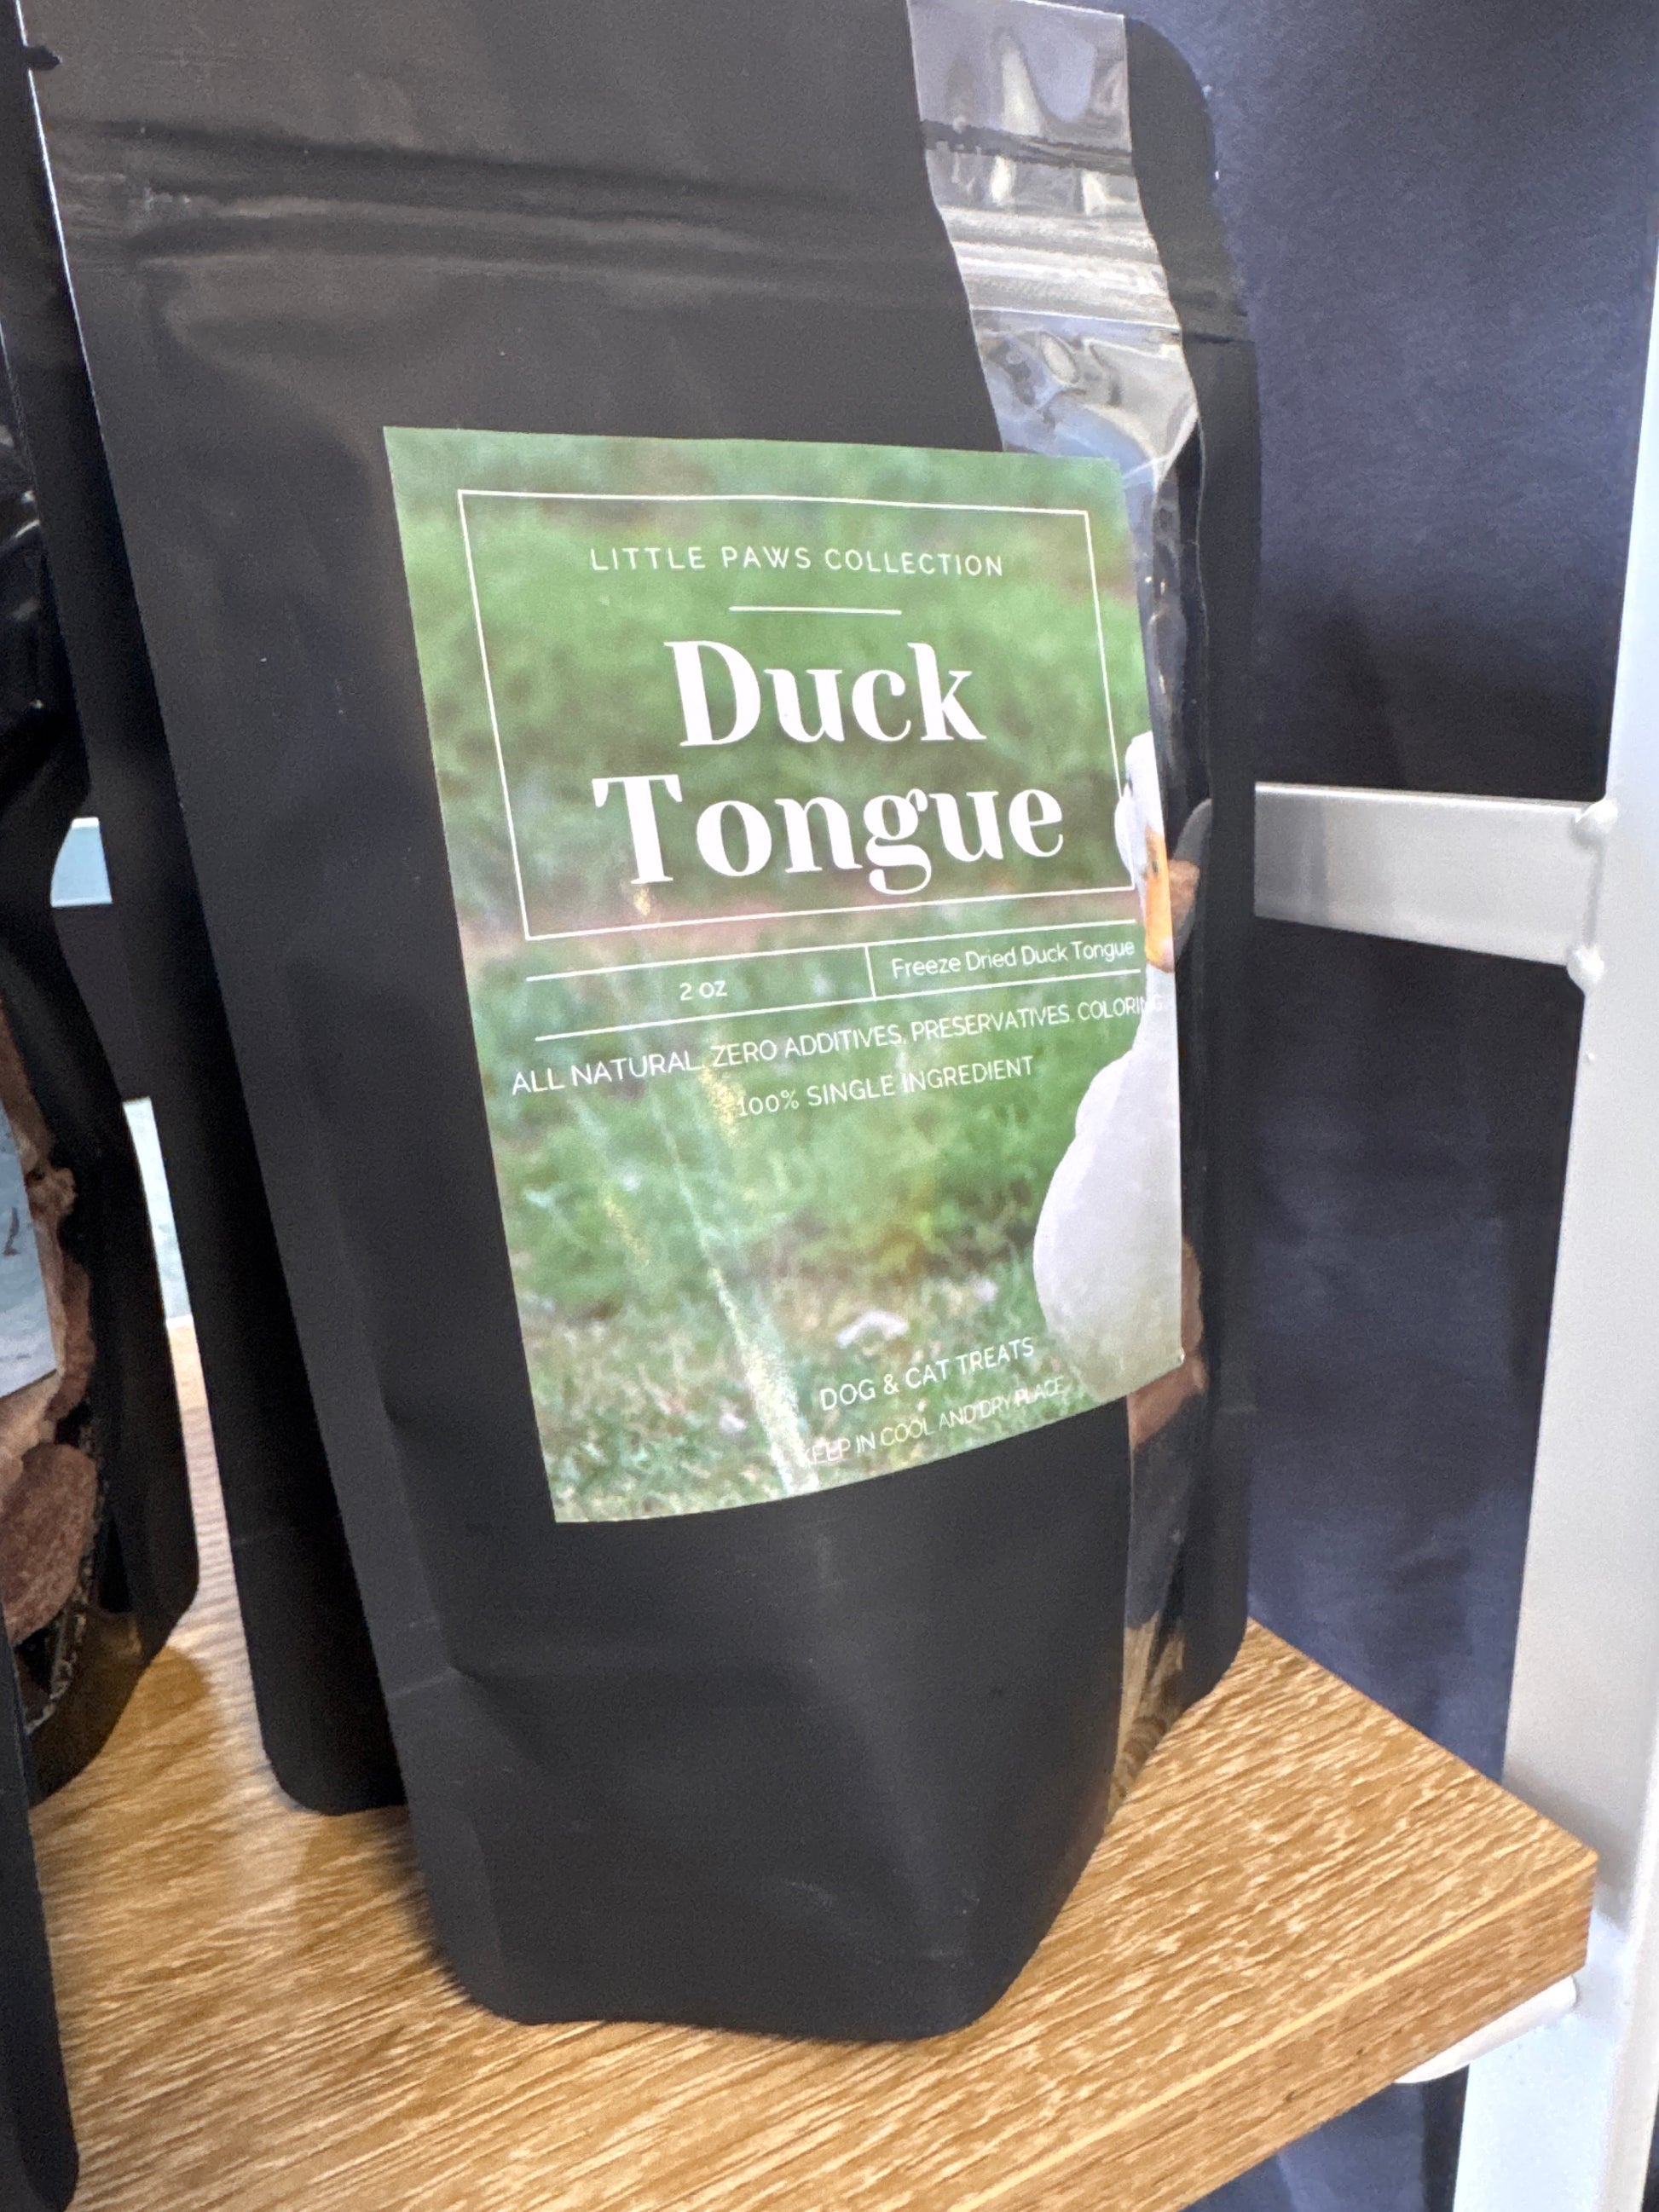 LITTLE PAWS COLLECTION
Duck
Tongue
2 oz
Freeze Dried Duck Tongue
ALL NATURAL, ZERO ADDITIVES, PRESERVATIVES, COLORING.
100% SINGLE INGREDIENT
DOG & CAT TREATS
KEEP IN COOL AND DRY PLACE